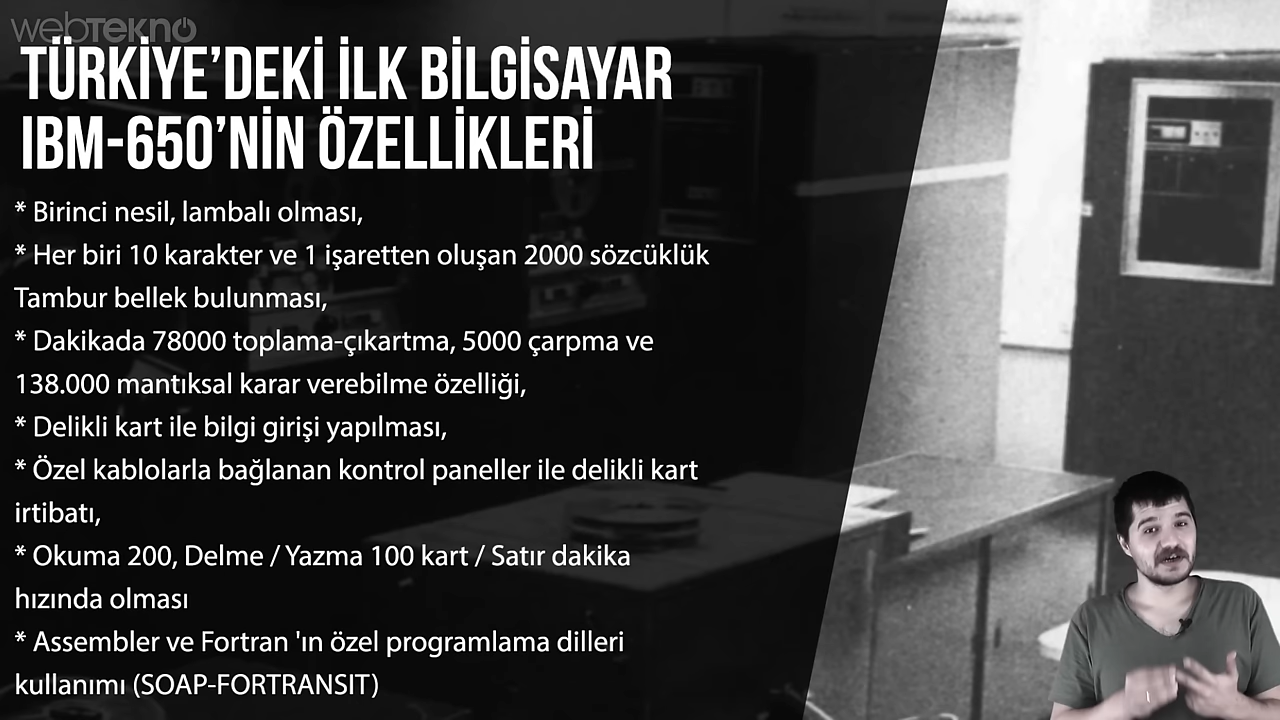 webtekno
TÜRKİYE'DEKİ İLK BİLGİSAYAR
IBM-650'NİN ÖZELLİKLERİ
* Birinci nesil, lambalı olması,
* Her biri 10 karakter ve 1 işaretten oluşan 2000 sözcüklük
Tambur bellek bulunması,
* Dakikada 78000 toplama-çıkartma, 5000 çarpma ve
138.000 mantıksal karar verebilme özelliği,
* Delikli kart ile bilgi girişi yapılması,
* Özel kablolarla bağlanan kontrol paneller ile delikli kart
irtibatı,
* Okuma 200, Delme / Yazma 100 kart / Satır dakika
hızında olması
* Assembler ve Fortran 'ın özel programlama dilleri
kullanımı (SOAP-FORTRANSIT)